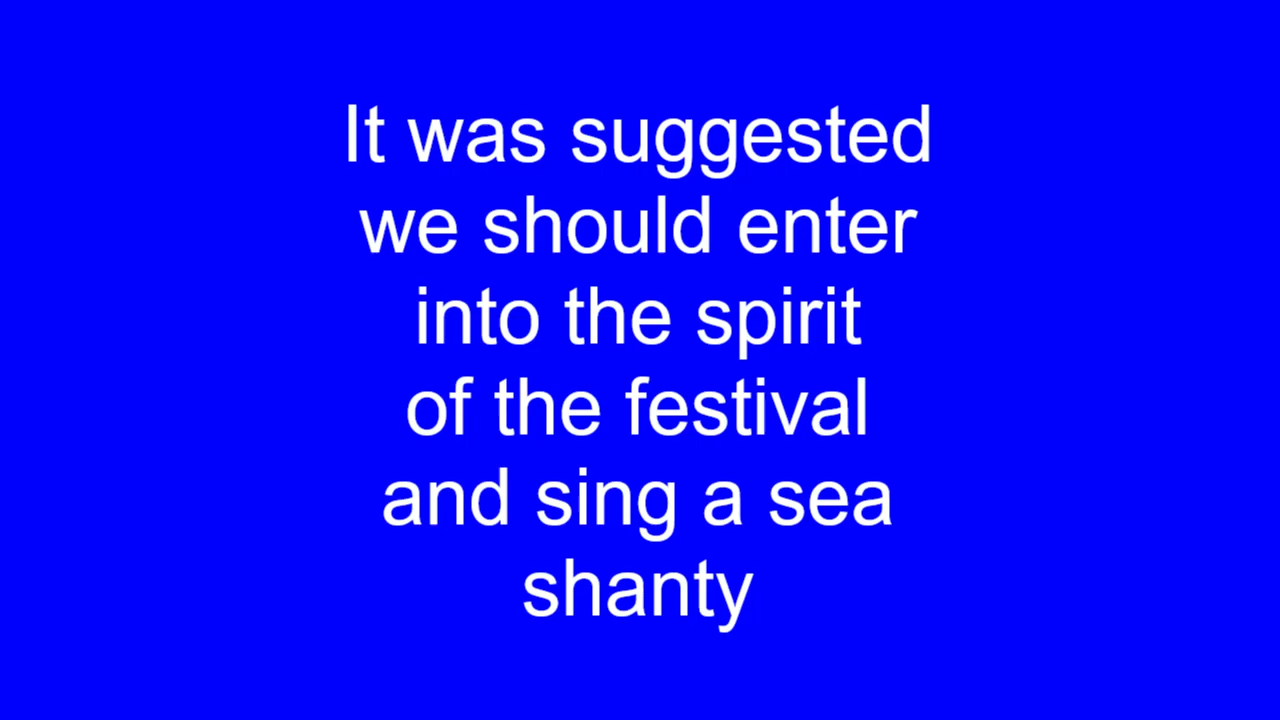 It was suggested
we should enter
into the spirit
of the festival
and sing a sea
shanty